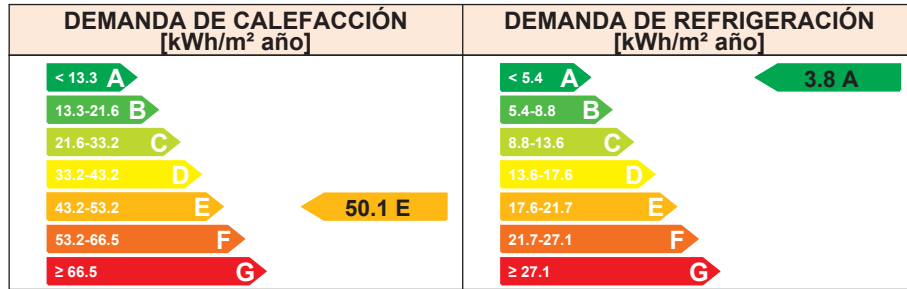 DEMANDA DE CALEFACCIÓN
[kWh/m² año]
< 13.3 A
13.3-21.6 B
21.6-33.2 C
33.2-43.2 D
43.2-53.2 E
50.1 E
53.2-66.5 F
≥ 66.5 G
DEMANDA DE REFRIGERACIÓN
[kWh/m² año]
< 5.4 A
3.8 A
5.4-8.8 B
8.8-13.6 C
13.6-17.6 D
17.6-21.7 E
21.7-27.1 F
≥ 27.1 G